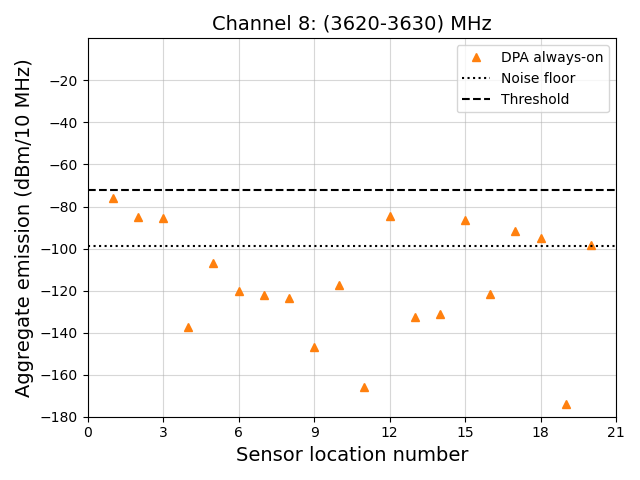 Channel 8: (3620-3630) MHz
DPA always-on
Noise floor
Threshold
Aggregate emission (dBm/10 MHz)
−20
−40
−60
−80
−100
−120
−140
−160
−180
0 3 6 9 12 15 18 21
Sensor location number